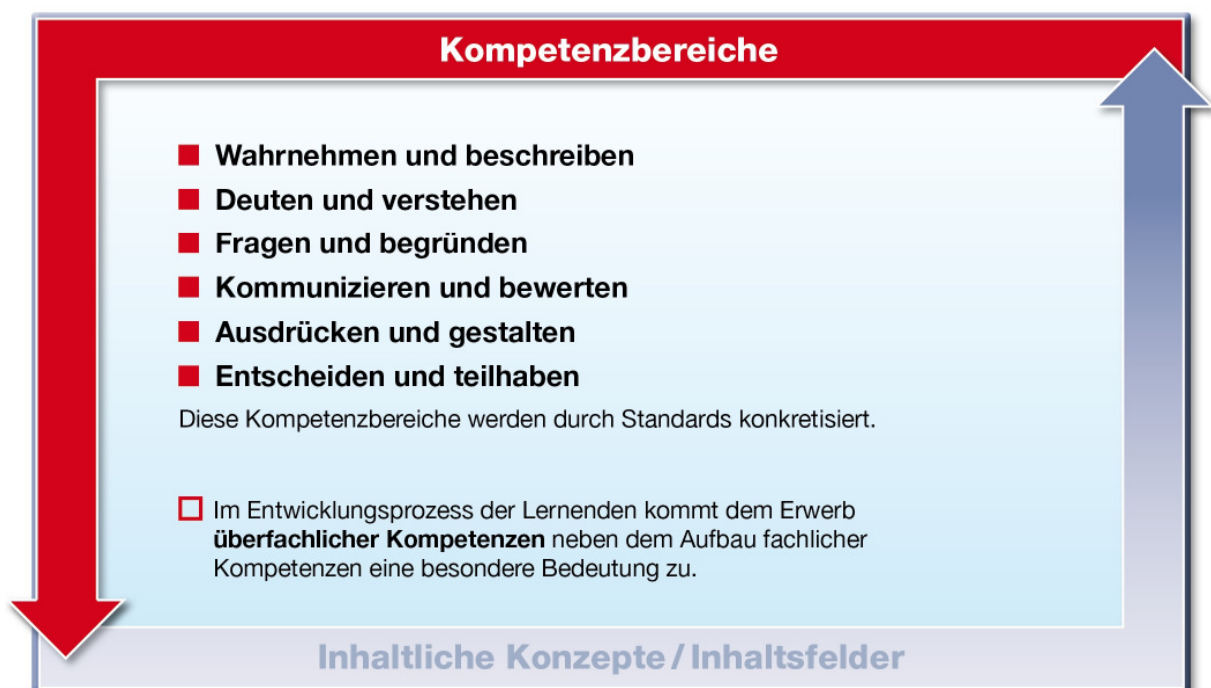 Kompetenzbereiche
Wahrnehmen und beschreiben
Deuten und verstehen
Fragen und begründen
Kommunizieren und bewerten
Ausdrücken und gestalten
Entscheiden und teilhaben
Diese Kompetenzbereiche werden durch Standards konkretisiert.
Im Entwicklungsprozess der Lernenden kommt dem Erwerb
überfachlicher Kompetenzen neben dem Aufbau fachlicher
Kompetenzen eine besondere Bedeutung zu.
Inhaltliche Konzepte / Inhaltsfelder